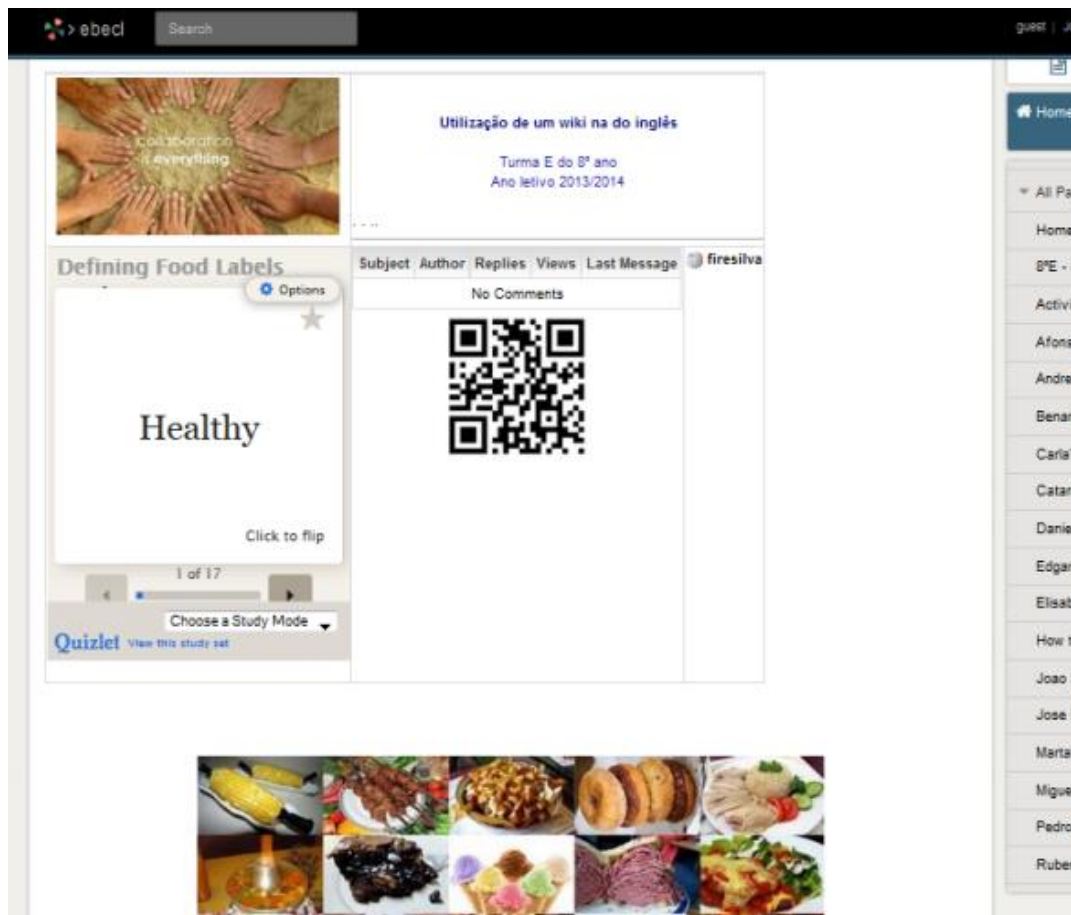 ebecl
Search
guest |
collaboration
is everything
Utilização de um wiki na do inglês
Turma E do 8º ano
Ano letivo 2013/2014
Home
All Pa
Home
8ºE -
Activi
Afons
Andre
Benar
Carla
Catar
Danie
Edgar
Elisab
How t
Joao
Jose
Marta
Migue
Pedro
Ruber
Defining Food Labels
Options
Healthy
Click to flip
1 of 17
Choose a Study Mode
Quizlet View this study set
Subject Author Replies Views Last Message
No Comments
firesilva